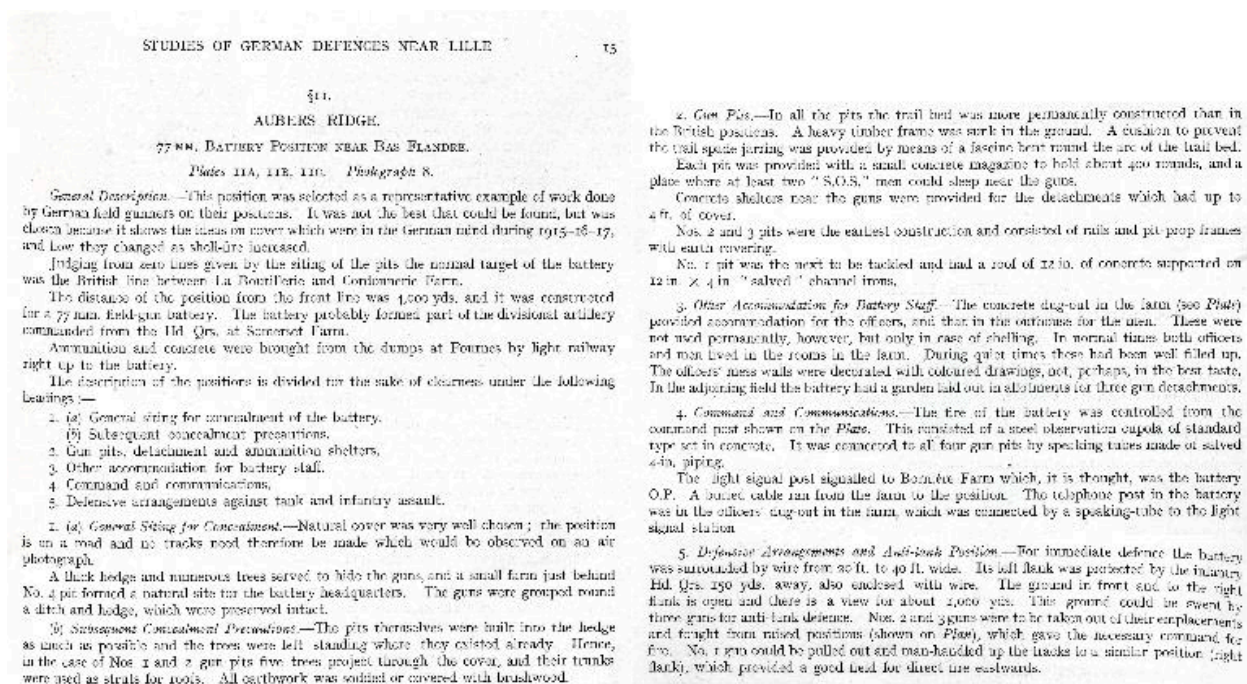 STUDIES OF GERMAN DEFENCES NEAR LILLE 15
§11.
AUBERS RIDGE.
77 MM. BATTERY POSITION NEAR BAS FLANDRE.
Plates 11A, 11B, 11C. Photograph 8.
General Description.—This position was selected as a representative example of work done
by German field gunners on their positions. It was not the best that could be found, but was
chosen because it shows the ideas on cover which were in the German mind during 1915-16-17,
and how they changed as shell-fire increased.
Judging from zero lines given by the siting of the pits the normal target of the battery
was the British line between La Boutillerie and Cordonnerie Farm.
The distance of the position from the front line was 4,000 yds. and it was constructed
for a 77 mm. field-gun battery. The battery probably formed part of the divisional artillery
commanded from the Hd. Qrs. at Somerset Farm.
Ammunition and concrete were brought from the dumps at Fournes by light railway
right up to the battery.
The description of the positions is divided for the sake of clearness under the following
headings :—
1. (a) General siting for concealment of the battery.
(b) Subsequent concealment precautions.
2. Gun pits, detachment and ammunition shelters.
3. Other accommodation for battery staff.
4. Command and communications.
5. Defensive arrangements against tank and infantry assault.
1. (a) General Siting for Concealment.—Natural cover was very well chosen ; the position
is on a road and no tracks need therefore be made which would be observed on an air
photograph.
A thick hedge and numerous trees served to hide the guns, and a small farm just behind
No. 4 pit formed a natural site for the battery headquarters. The guns were grouped round
a ditch and hedge, which were preserved intact.
(b) Subsequent Concealment Precautions.—The pits themselves were built into the hedge
as much as possible and the trees were left standing where they existed already. Hence,
in the case of Nos. 1 and 2 gun pits five trees project through the cover, and their trunks
were used as struts for roofs. All earthwork was sodded or covered with brushwood.
2. Gun Pits.—In all the pits the trail bed was more permanently constructed than in
the British positions. A heavy timber frame was sunk in the ground. A cushion to prevent
the trail spade jarring was provided by means of a fascine bent round the arc of the trail bed.
Each pit was provided with a small concrete magazine to hold about 400 rounds, and a
place where at least two " S.O.S." men could sleep near the guns.
Concrete shelters near the guns were provided for the detachments which had up to
4 ft. of cover.
Nos. 2 and 3 pits were the earliest construction and consisted of rails and pit-prop frames
with earth covering.
No. 1 pit was the next to be tackled and had a roof of 12 in. of concrete supported on
12 in. × 4 in. " salved " channel irons.
3. Other Accommodation for Battery Staff.—The concrete dug-out in the farm (see Plate)
provided accommodation for the officers, and that in the outhouse for the men. These were
not used permanently, however, but only in case of shelling. In normal times both officers
and men lived in the rooms in the farm. During quiet times these had been well filled up.
The officers' mess walls were decorated with coloured drawings, not, perhaps, in the best taste.
In the adjoining field the battery had a garden laid out in allotments for three gun detachments.
4. Command and Communications.—The fire of the battery was controlled from the
command post shown on the Plate. This consisted of a steel observation cupola of standard
type set in concrete. It was connected to all four gun pits by speaking tubes made of salved
4-in. piping.
The light signal post signalled to Farm which, it is thought, was the battery
O.P. A buried cable ran from the farm to the position. The telephone post in the battery
was in the officers' dug-out in the farm, which was connected by a speaking-tube to the light
signal station
5. Defensive Arrangements and Anti-tank Position.—For immediate defence the battery
was surrounded by wire from 20 ft. to 40 ft. wide. Its left flank was protected by the infantry
Hd. Qrs. 150 yds. away, also enclosed with wire. The ground in front and to the right
flank is open and there is a view for about yds. This ground could be swept by
three guns for anti-tank defence. Nos. 2 and 3 guns were to be taken out of their emplacements
and fought from raised positions (shown on Plan), which gave the necessary command for
fire. No. 1 gun could be pulled out and man-handled up the tracks to a similar position (right
flank), which provided a good field for direct fire eastwards.